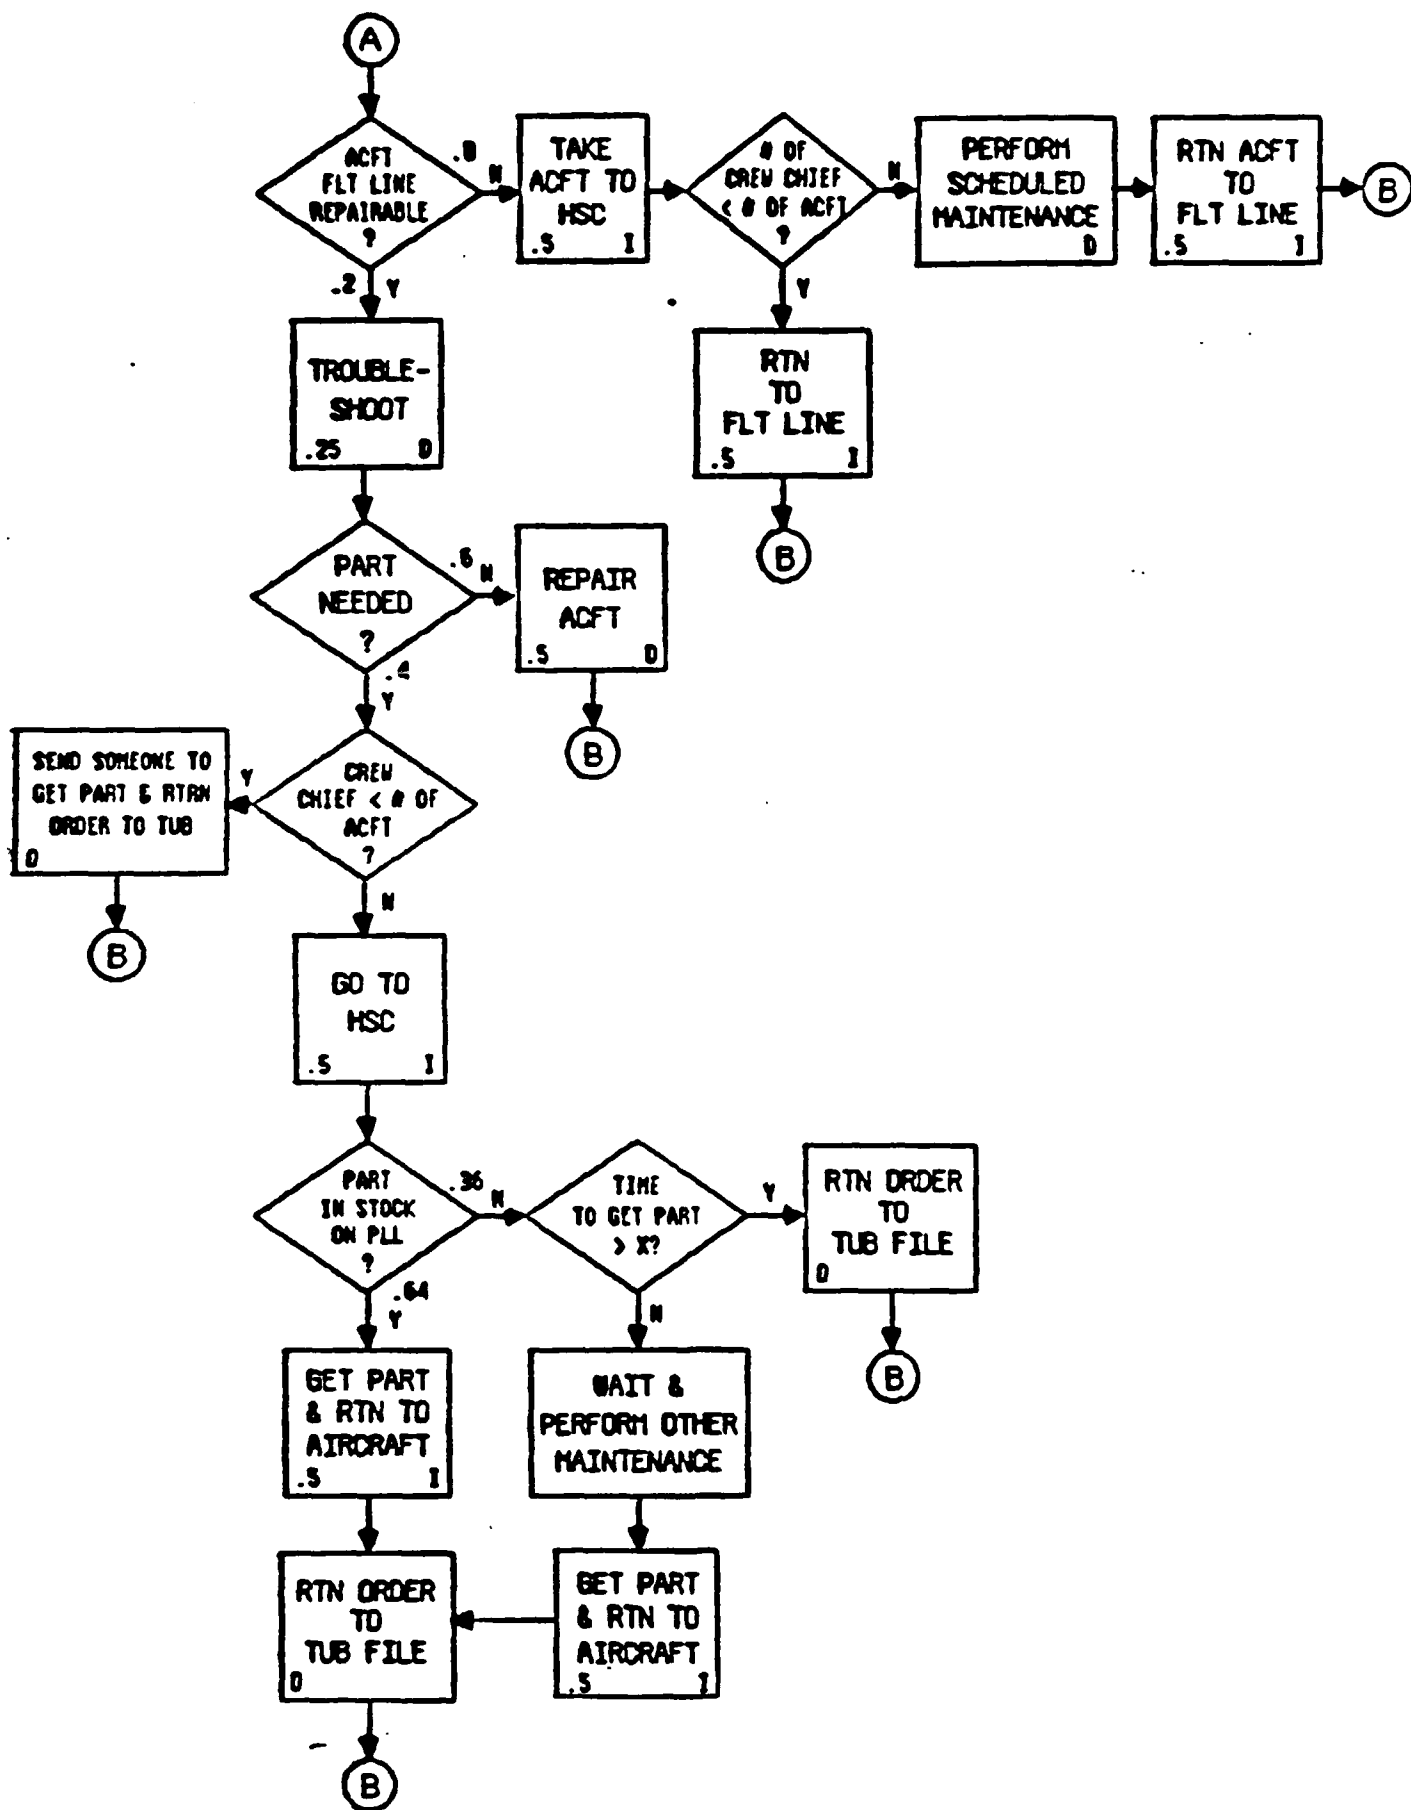 A
ACFT
FLT LINE
REPAIRABLE
?
.8
N
.2
Y
TAKE
ACFT TO
HSC
.5 I
# OF
CREW CHIEF
< # OF ACFT
?
N
Y
PERFORM
SCHEDULED
MAINTENANCE
D
RTN ACFT
TO
FLT LINE
.5 I
B
RTN
TO
FLT LINE
.5 I
B
TROUBLE-
SHOOT
.25 D
PART
NEEDED
?
.6
N
.4
Y
REPAIR
ACFT
.5 D
B
CREW
CHIEF < # OF
ACFT
?
Y
N
SEND SOMEONE TO
GET PART & RTRN
ORDER TO TUB
B
GO TO
HSC
.5 I
PART
IN STOCK
ON PLL
?
.36
N
.64
Y
TIME
TO GET PART
> X?
Y
N
RTN ORDER
TO
TUB FILE
B
GET PART
& RTN TO
AIRCRAFT
.5 I
WAIT &
PERFORM OTHER
MAINTENANCE
GET PART
& RTN TO
AIRCRAFT
.5 I
RTN ORDER
TO
TUB FILE
B